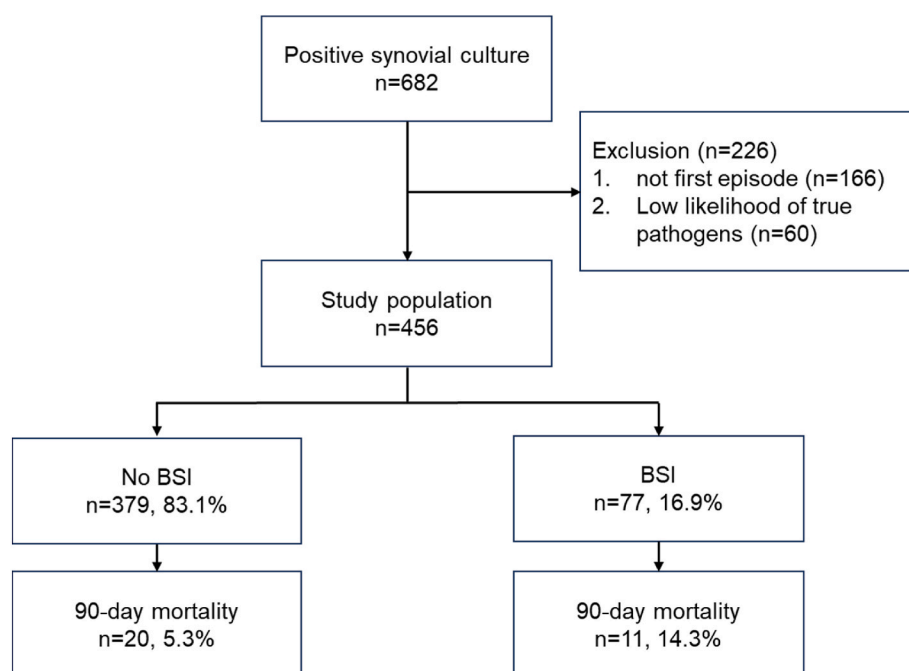 Positive synovial culture
n=682
Exclusion (n=226)
1. not first episode (n=166)
2. Low likelihood of true
pathogens (n=60)
Study population
n=456
No BSI
n=379, 83.1%
BSI
n=77, 16.9%
90-day mortality
n=20, 5.3%
90-day mortality
n=11, 14.3%